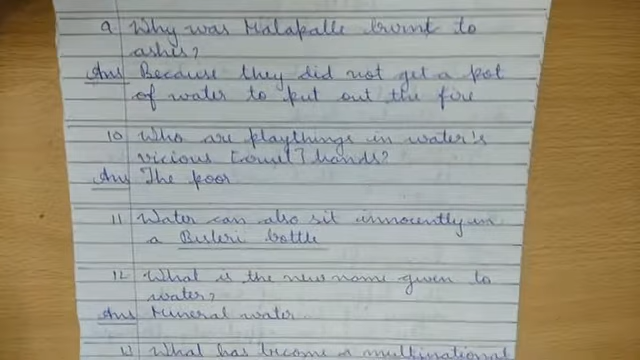 9 Why was Malapalle burnt to
ashes?
Ans Because they did not get a pot
of water to put out the fire
10 Who are playthings in water's
vicious [cruel] hands?
Ans The poor
11 Water can also sit innocently in
a Bisleri bottle
12 What is the new name given to
water?
Ans Mineral water.
13 What has become a multinational